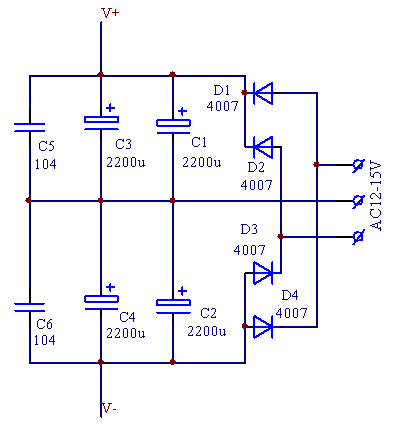 V+
D1
4007
+
+
C5
104
C3
2200u
C1
2200u
D2
4007
AC12-15V
D3
4007
+
+
C6
104
C4
2200u
C2
2200u
D4
4007
V-